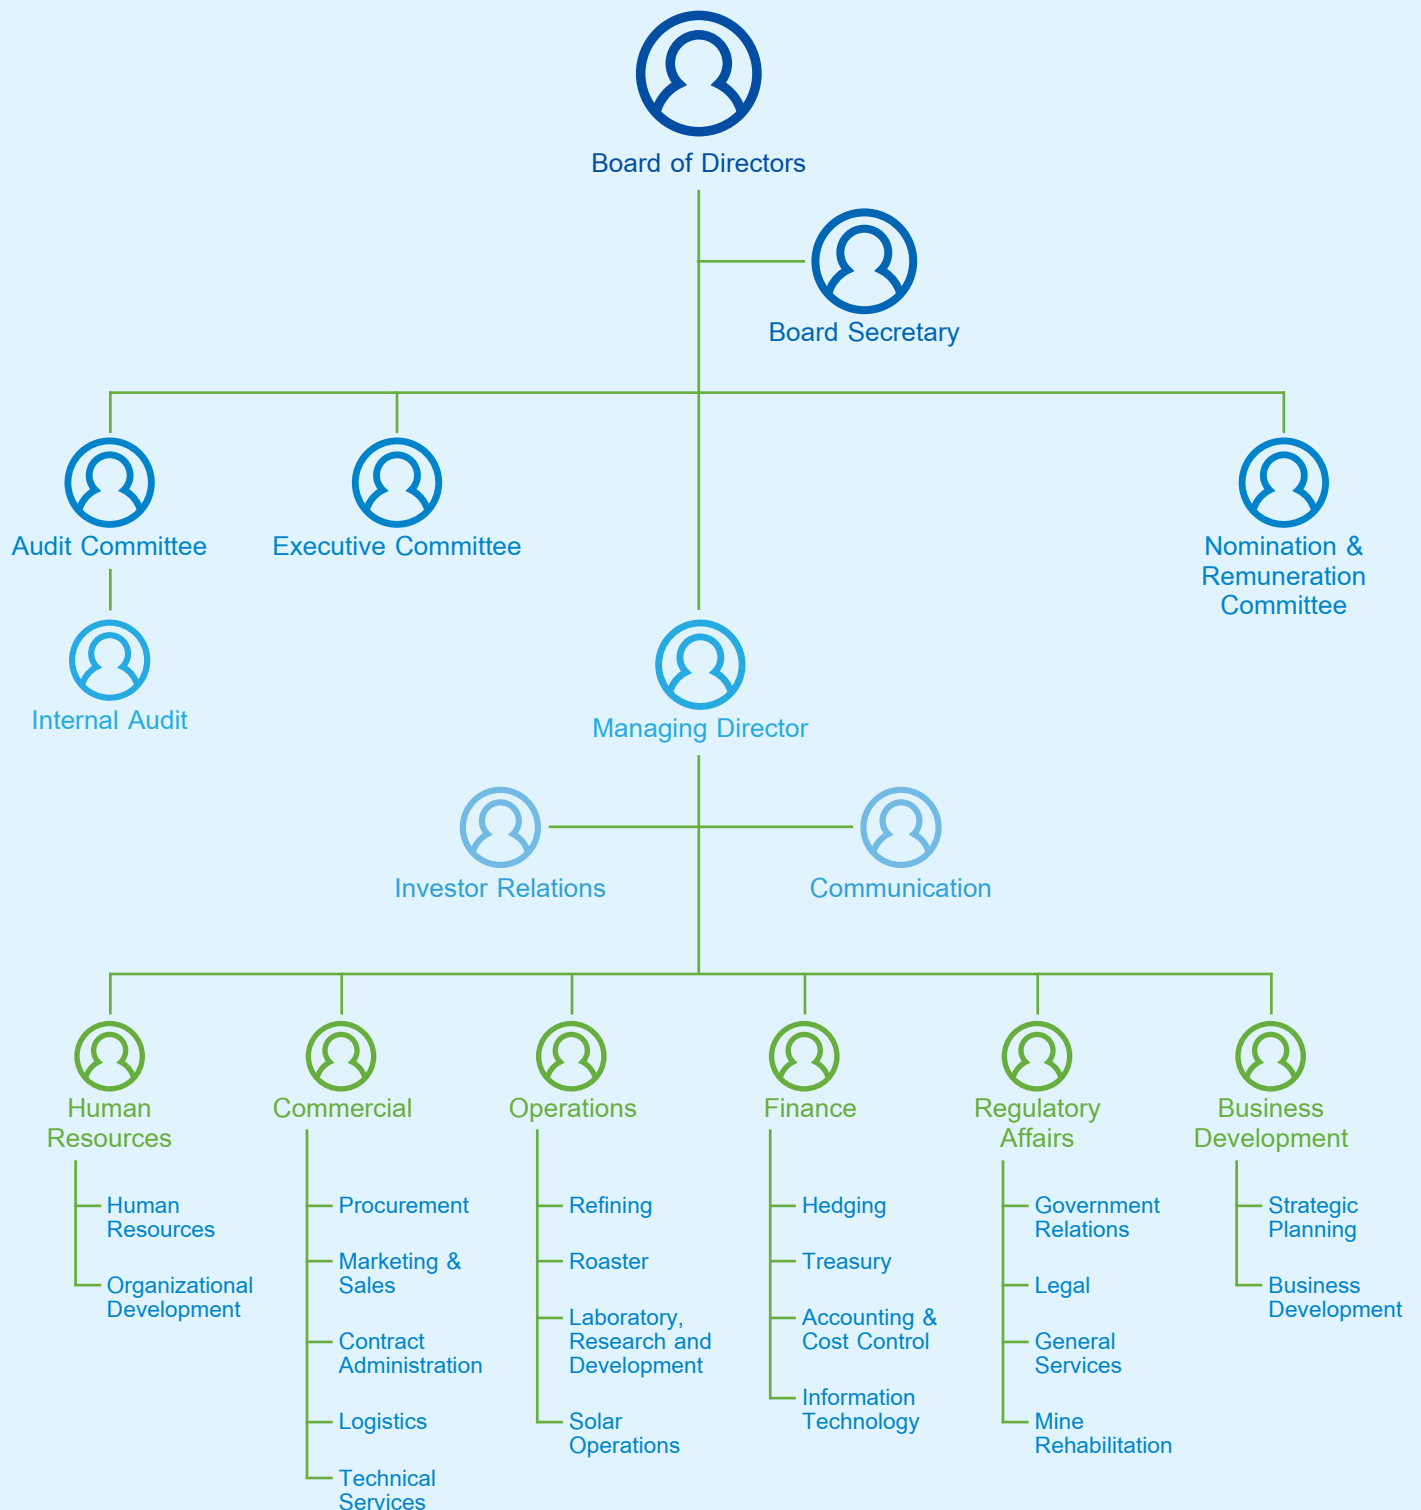 Board of Directors
Board Secretary
Audit Committee
Executive Committee
Nomination &
Remuneration
Committee
Internal Audit
Managing Director
Investor Relations
Communication
Human
Resources
Human
Resources
Organizational
Development
Commercial
Procurement
Marketing &
Sales
Contract
Administration
Logistics
Technical
Services
Operations
Refining
Roaster
Laboratory,
Research and
Development
Solar
Operations
Finance
Hedging
Treasury
Accounting &
Cost Control
Information
Technology
Regulatory
Affairs
Government
Relations
Legal
General
Services
Mine
Rehabilitation
Business
Development
Strategic
Planning
Business
Development